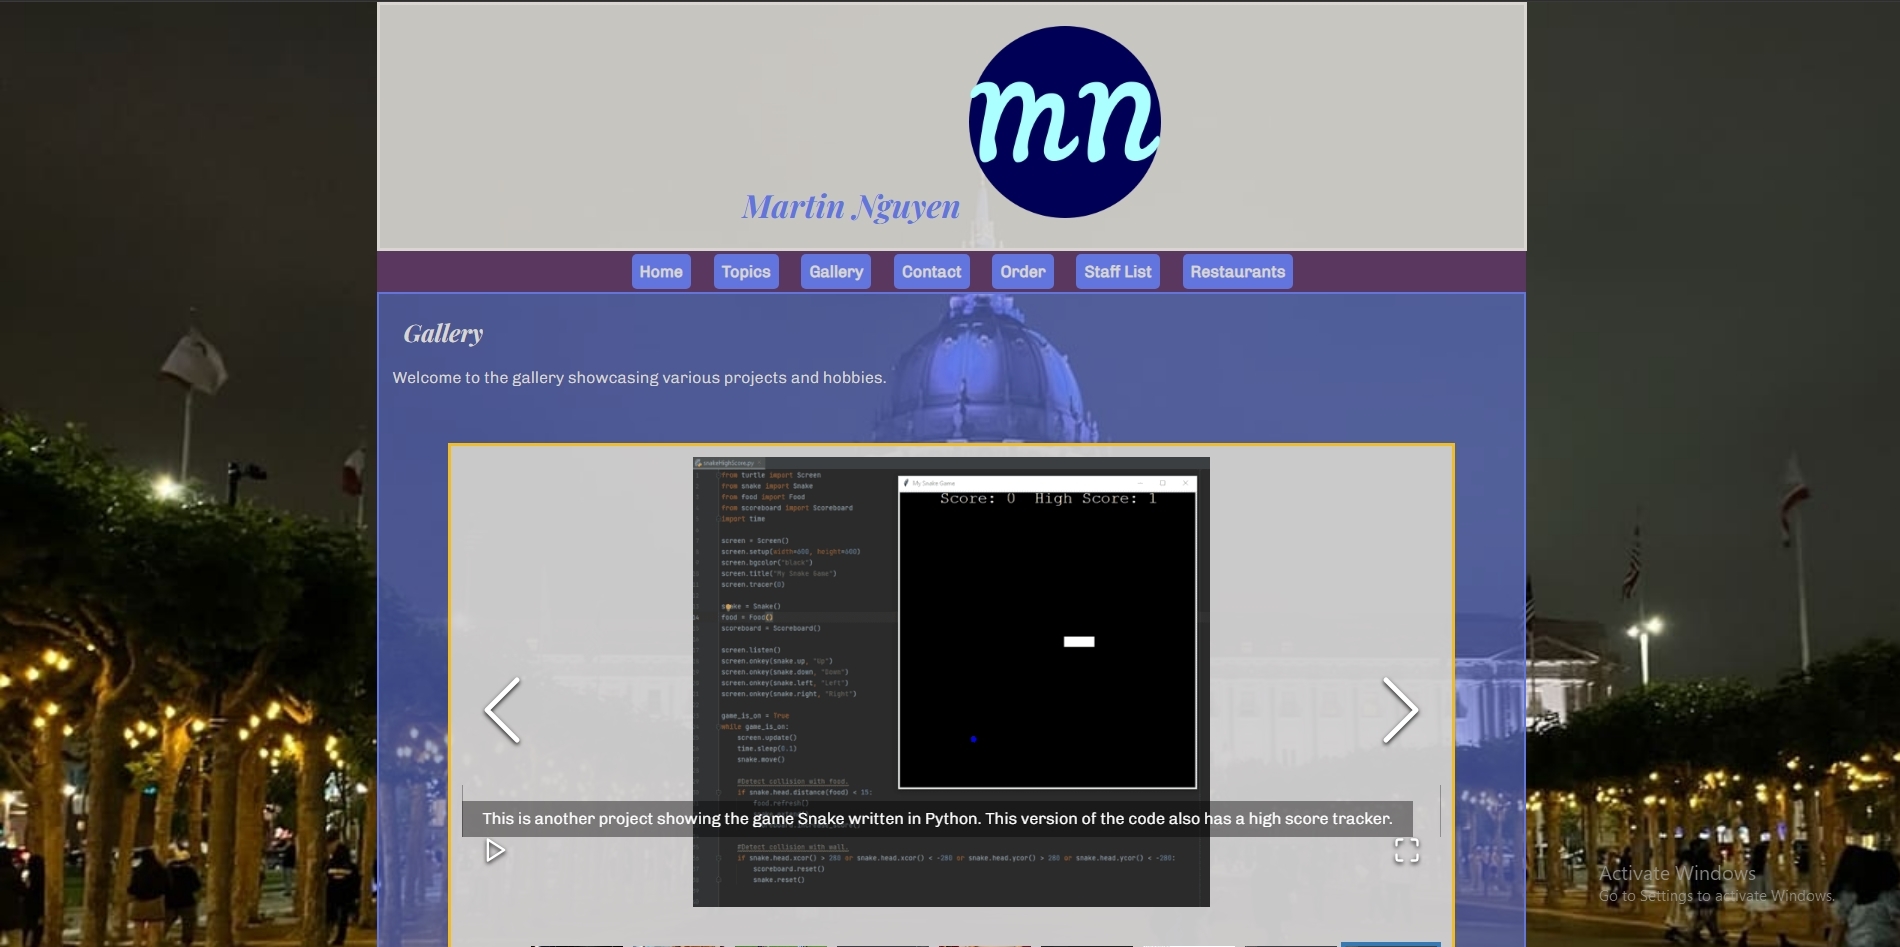 mn
Martin Nguyen
Home Topics Gallery Contact Order Staff List Restaurants
Gallery
Welcome to the gallery showcasing various projects and hobbies.
snakeHighScore.py
from turtle import Screen
from snake import Snake
from food import Food
from scoreboard import Scoreboard
import time
screen = Screen()
screen.setup(width=600, height=600)
screen.bgcolor("Black")
screen.title("My Snake Game")
screen.tracer(0)
snake = Snake()
food = Food()
scoreboard = Scoreboard()
screen.listen()
screen.onkey(snake.up, "Up")
screen.onkey(snake.down, "Down")
screen.onkey(snake.left, "Left")
screen.onkey(snake.right, "Right")
game_is_on = True
while game_is_on:
screen.update()
time.sleep(0.1)
snake.move()
#Detect collision with food.
if snake.head.distance(food) < 15:
food.refresh()
My Snake Game
Score: 0 High Score: 1
This is another project showing the game Snake written in Python. This version of the code also has a high score tracker.
#Detect collision with wall.
if snake.head.xcor() > 280 or snake.head.xcor() < -280 or snake.head.ycor() > 280 or snake.head.ycor() < -280:
scoreboard.reset()
snake.reset()
Activate Windows
Go to Settings to activate Windows.